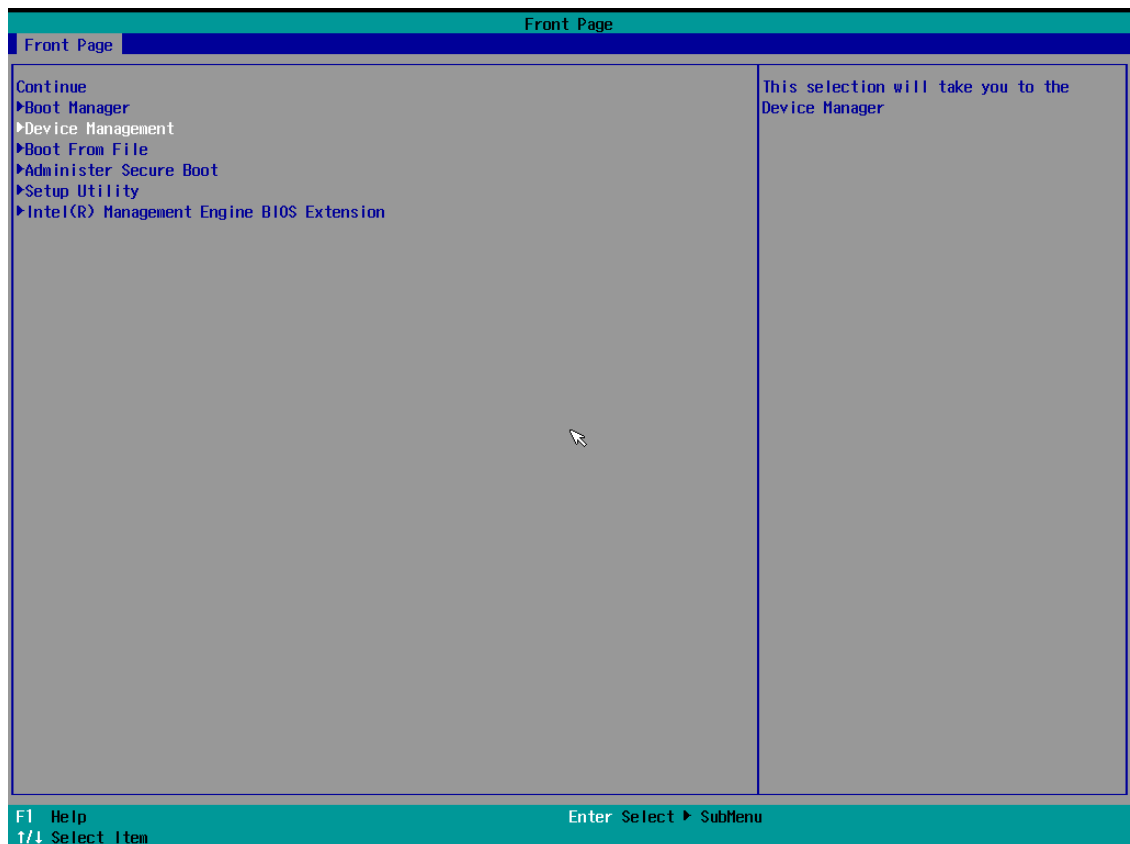 Front Page
Front Page
Continue
▶Boot Manager
▶Device Management
▶Boot From File
▶Administer Secure Boot
▶Setup Utility
▶Intel(R) Management Engine BIOS Extension
This selection will take you to the
Device Manager
F1 Help
Enter Select ▶ SubMenu
↑/↓ Select Item